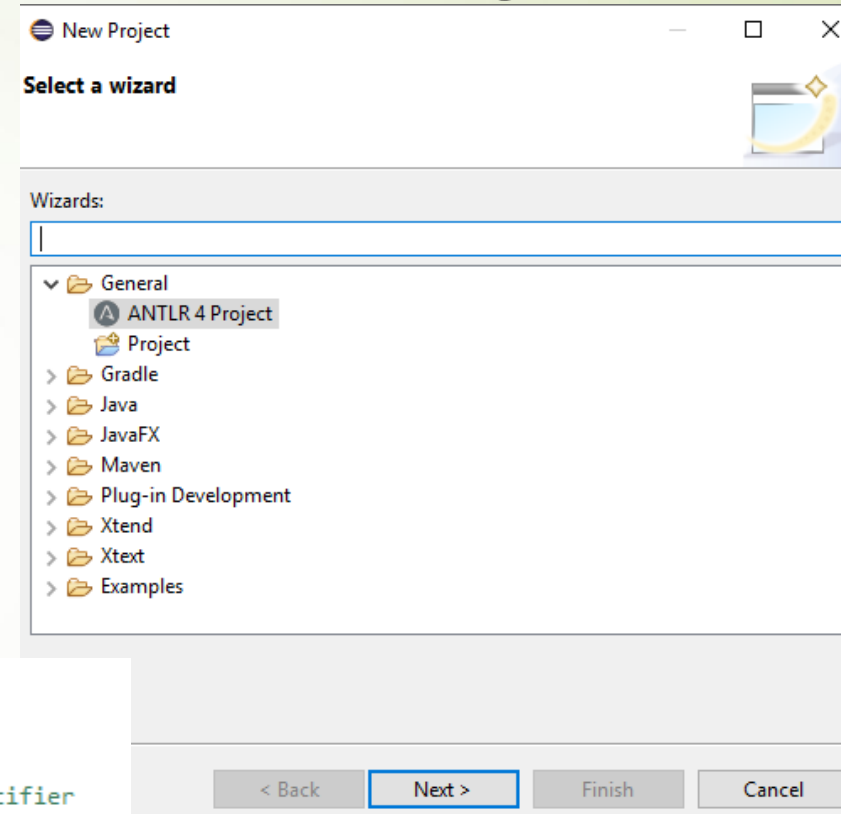 New Project
Select a wizard
Wizards:
General
ANTLR 4 Project
Project
Gradle
Java
JavaFX
Maven
Plug-in Development
Xtend
Xtext
Examples
< Back Next > Finish Cancel